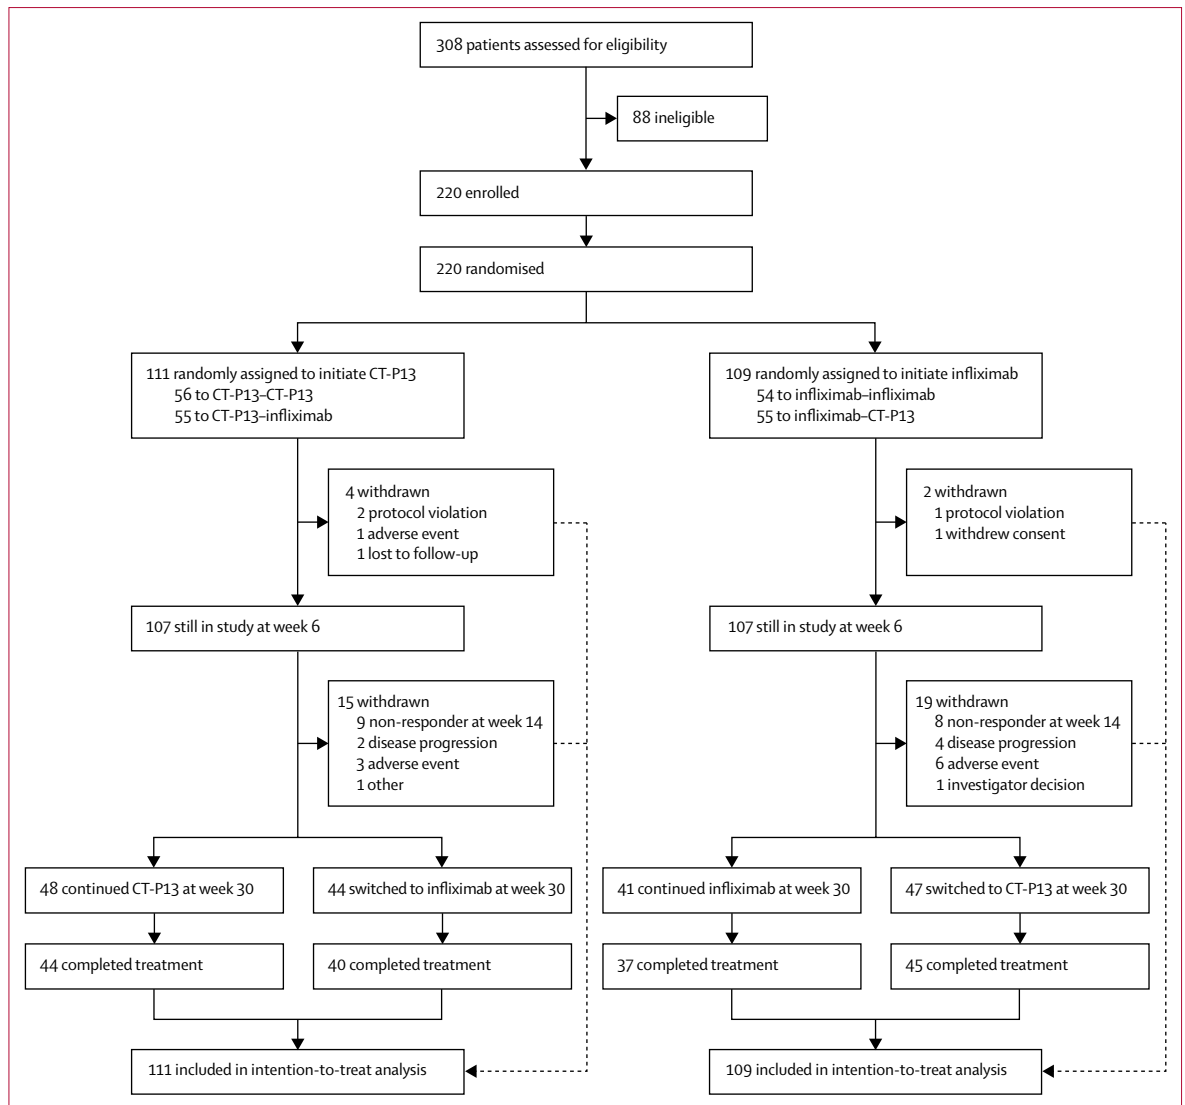 308 patients assessed for eligibility
88 ineligible
220 enrolled
220 randomised
111 randomly assigned to initiate CT-P13
56 to CT-P13–CT-P13
55 to CT-P13–infliximab
109 randomly assigned to initiate infliximab
54 to infliximab–infliximab
55 to infliximab–CT-P13
4 withdrawn
2 protocol violation
1 adverse event
1 lost to follow-up
2 withdrawn
1 protocol violation
1 withdrew consent
107 still in study at week 6
107 still in study at week 6
15 withdrawn
9 non-responder at week 14
2 disease progression
3 adverse event
1 other
19 withdrawn
8 non-responder at week 14
4 disease progression
6 adverse event
1 investigator decision
48 continued CT-P13 at week 30
44 switched to infliximab at week 30
41 continued infliximab at week 30
47 switched to CT-P13 at week 30
44 completed treatment
40 completed treatment
37 completed treatment
45 completed treatment
111 included in intention-to-treat analysis
109 included in intention-to-treat analysis